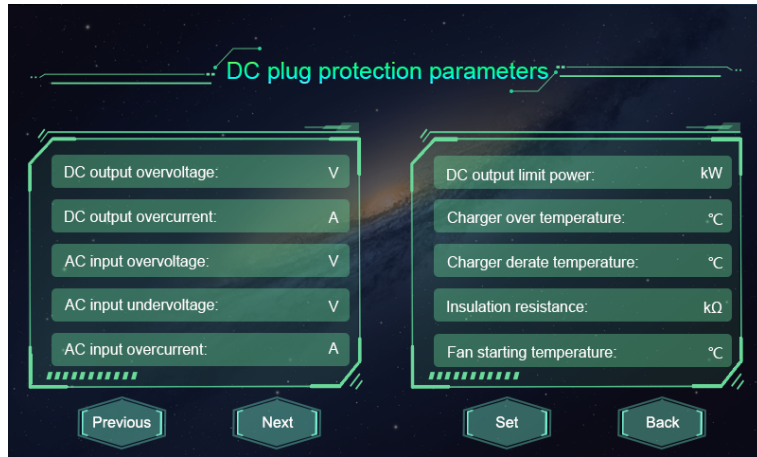 DC plug protection parameters
DC output overvoltage: V
DC output overcurrent: A
AC input overvoltage: V
AC input undervoltage: V
AC input overcurrent: A
DC output limit power: kW
Charger over temperature: ℃
Charger derate temperature: ℃
Insulation resistance: kΩ
Fan starting temperature: ℃
Previous Next Set Back